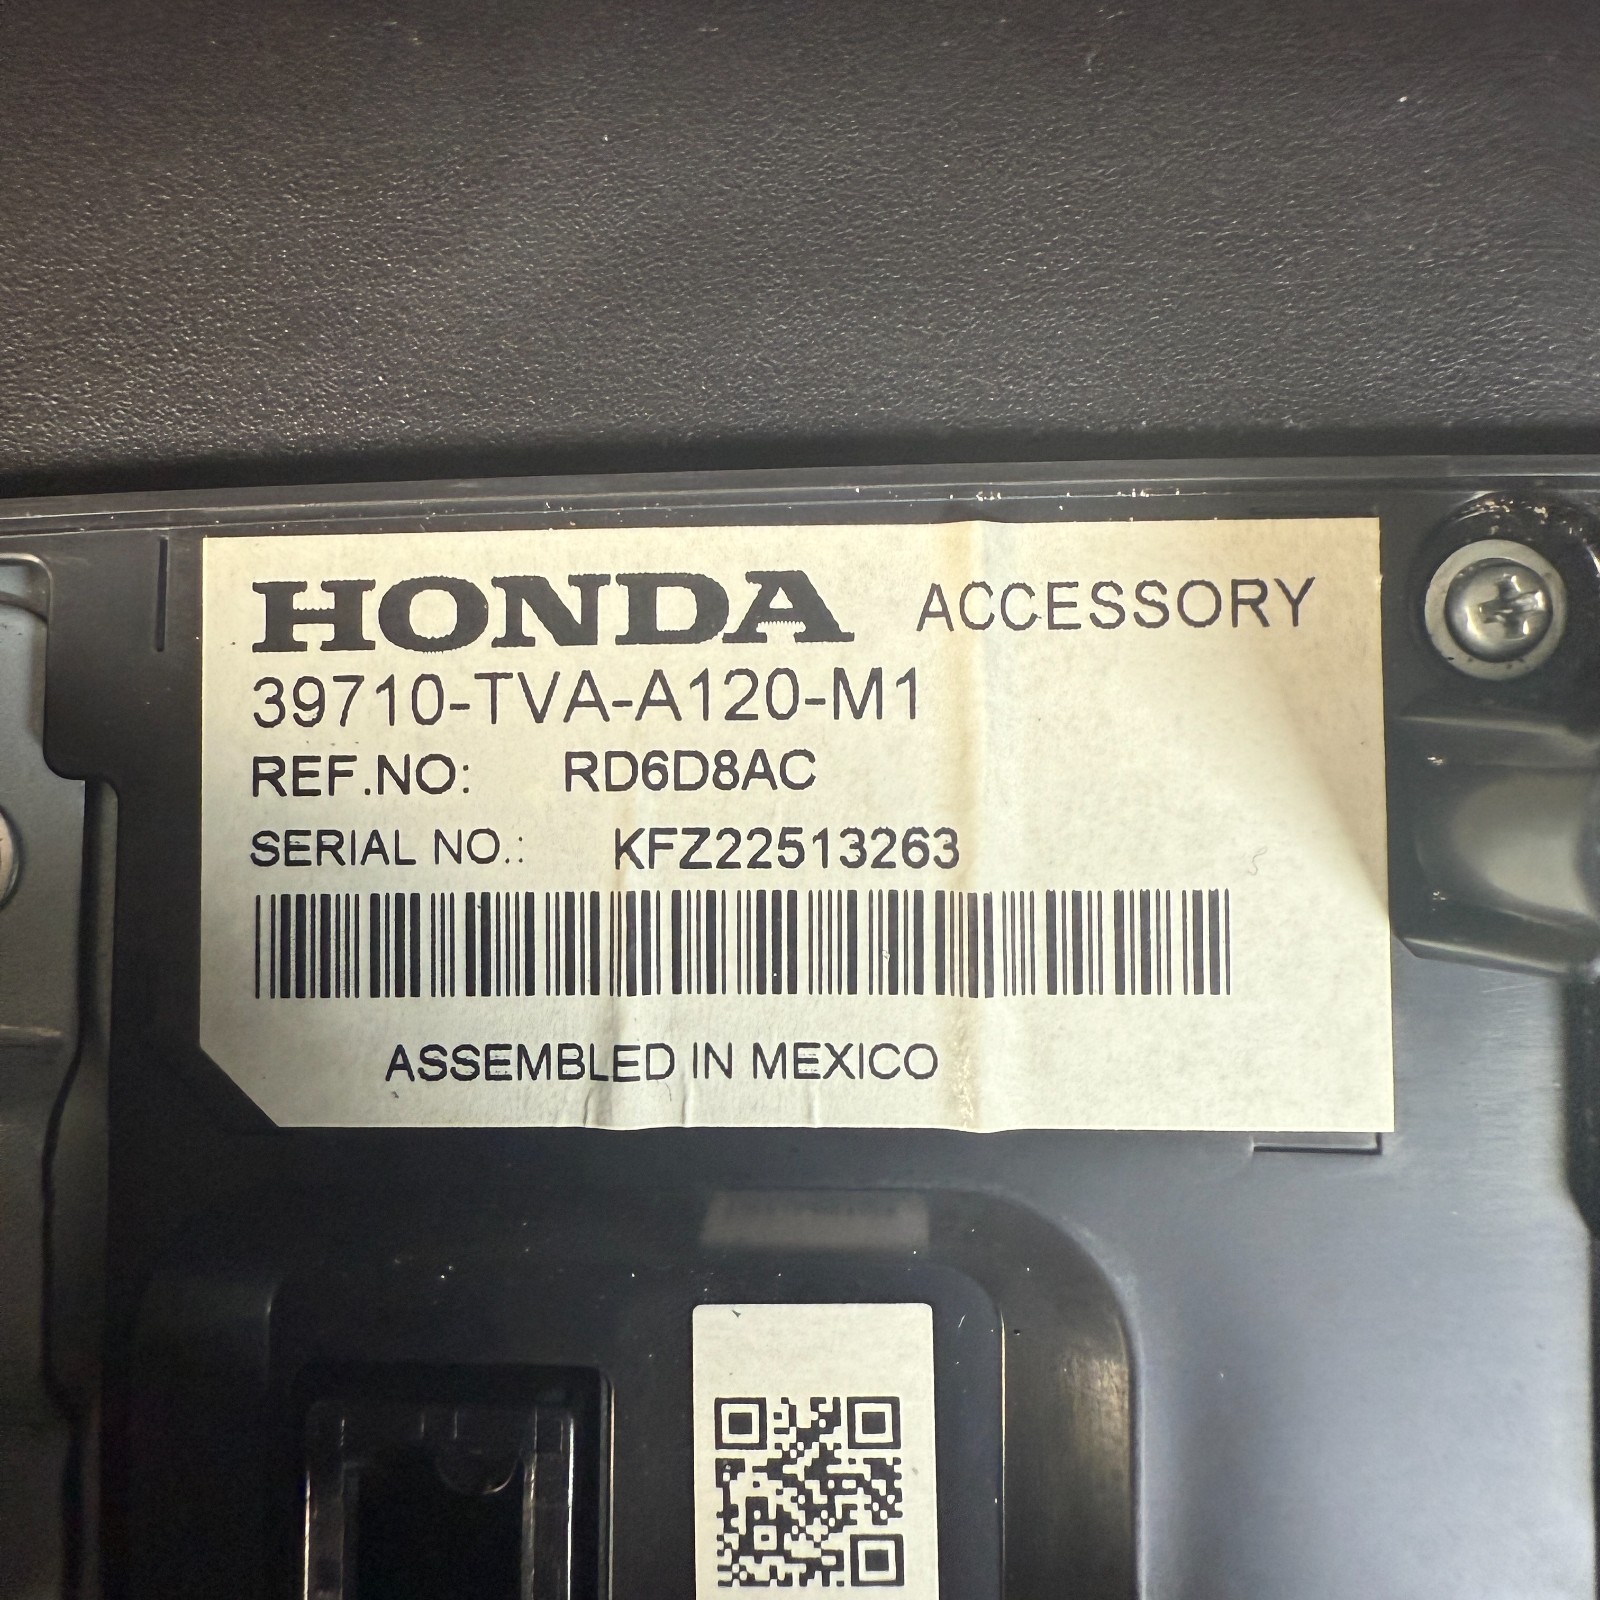 HONDA ACCESSORY
39710-TVA-A120-M1
REF.NO: RD6D8AC
SERIAL NO.: KFZ22513263
ASSEMBLED IN MEXICO